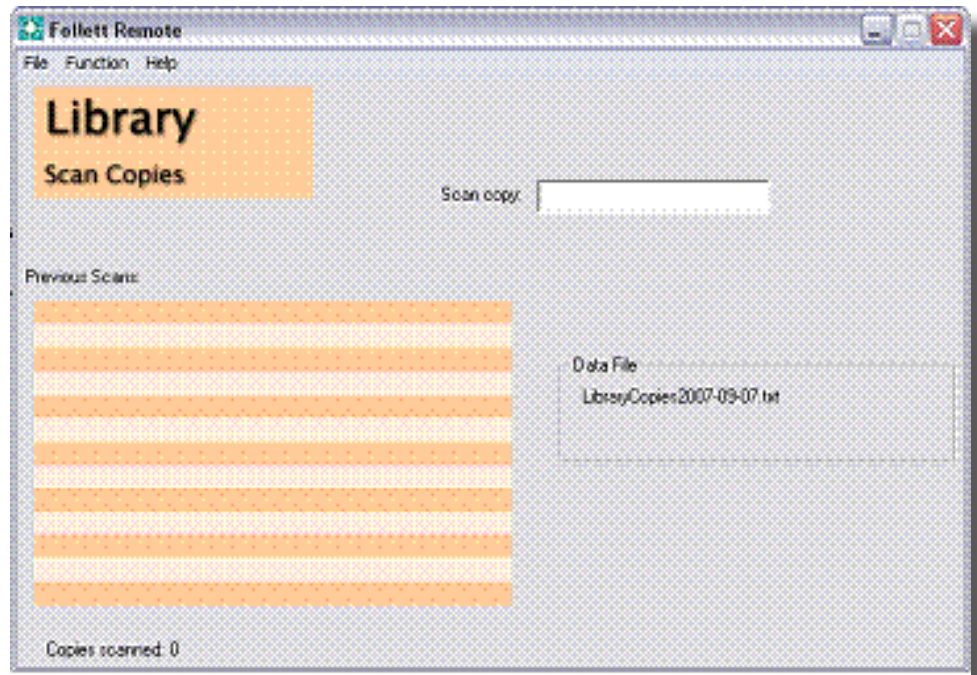 Follett Remote
File Function Help
Library
Scan Copies
Scan copy:
Previous Scans:
Data File
LibraryCopies2007-09-07.txt
Copies scanned: 0